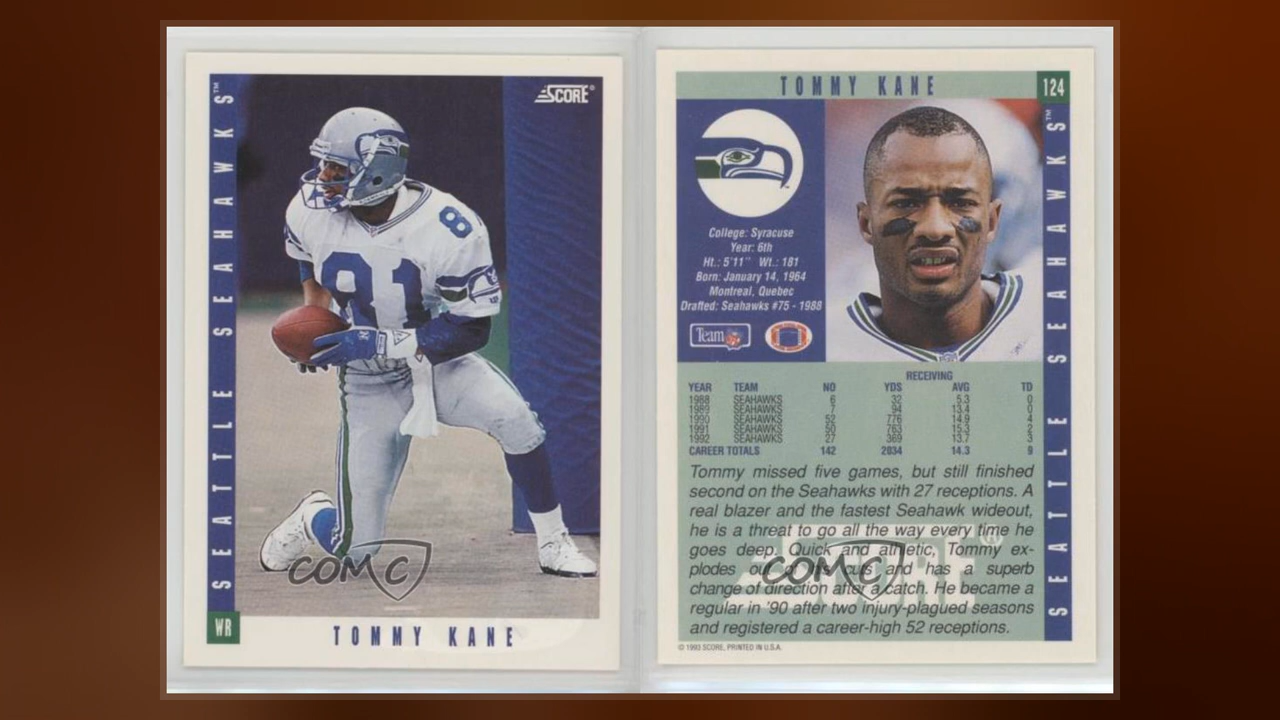 SEATTLE SEAHAWKS™
SCORE®
81
8
COMC
WR
TOMMY KANE
TOMMY KANE
124
SEATTLE SEAHAWKS™
College: Syracuse
Year: 6th
Ht.: 5'11" Wt.: 181
Born: January 14, 1964
Montreal, Quebec
Drafted: Seahawks #75 - 1988
Team NFL
RECEIVING
YEAR TEAM NO YDS AVG TD
1988 SEAHAWKS 6 32 5.3 0
1989 SEAHAWKS 7 94 13.4 0
1990 SEAHAWKS 52 776 14.9 4
1991 SEAHAWKS 50 763 15.3 2
1992 SEAHAWKS 27 369 13.7 3
CAREER TOTALS 142 2034 14.3 9
Tommy missed five games, but still finished
second on the Seahawks with 27 receptions. A
real blazer and the fastest Seahawk wideout,
he is a threat to go all the way every time he
goes deep. Quick and athletic, Tommy ex-
plodes out of his cuts and has a superb
change of direction after a catch. He became a
regular in '90 after two injury-plagued seasons
and registered a career-high 52 receptions.
SCORE
COMC
© 1993 SCORE, PRINTED IN U.S.A.